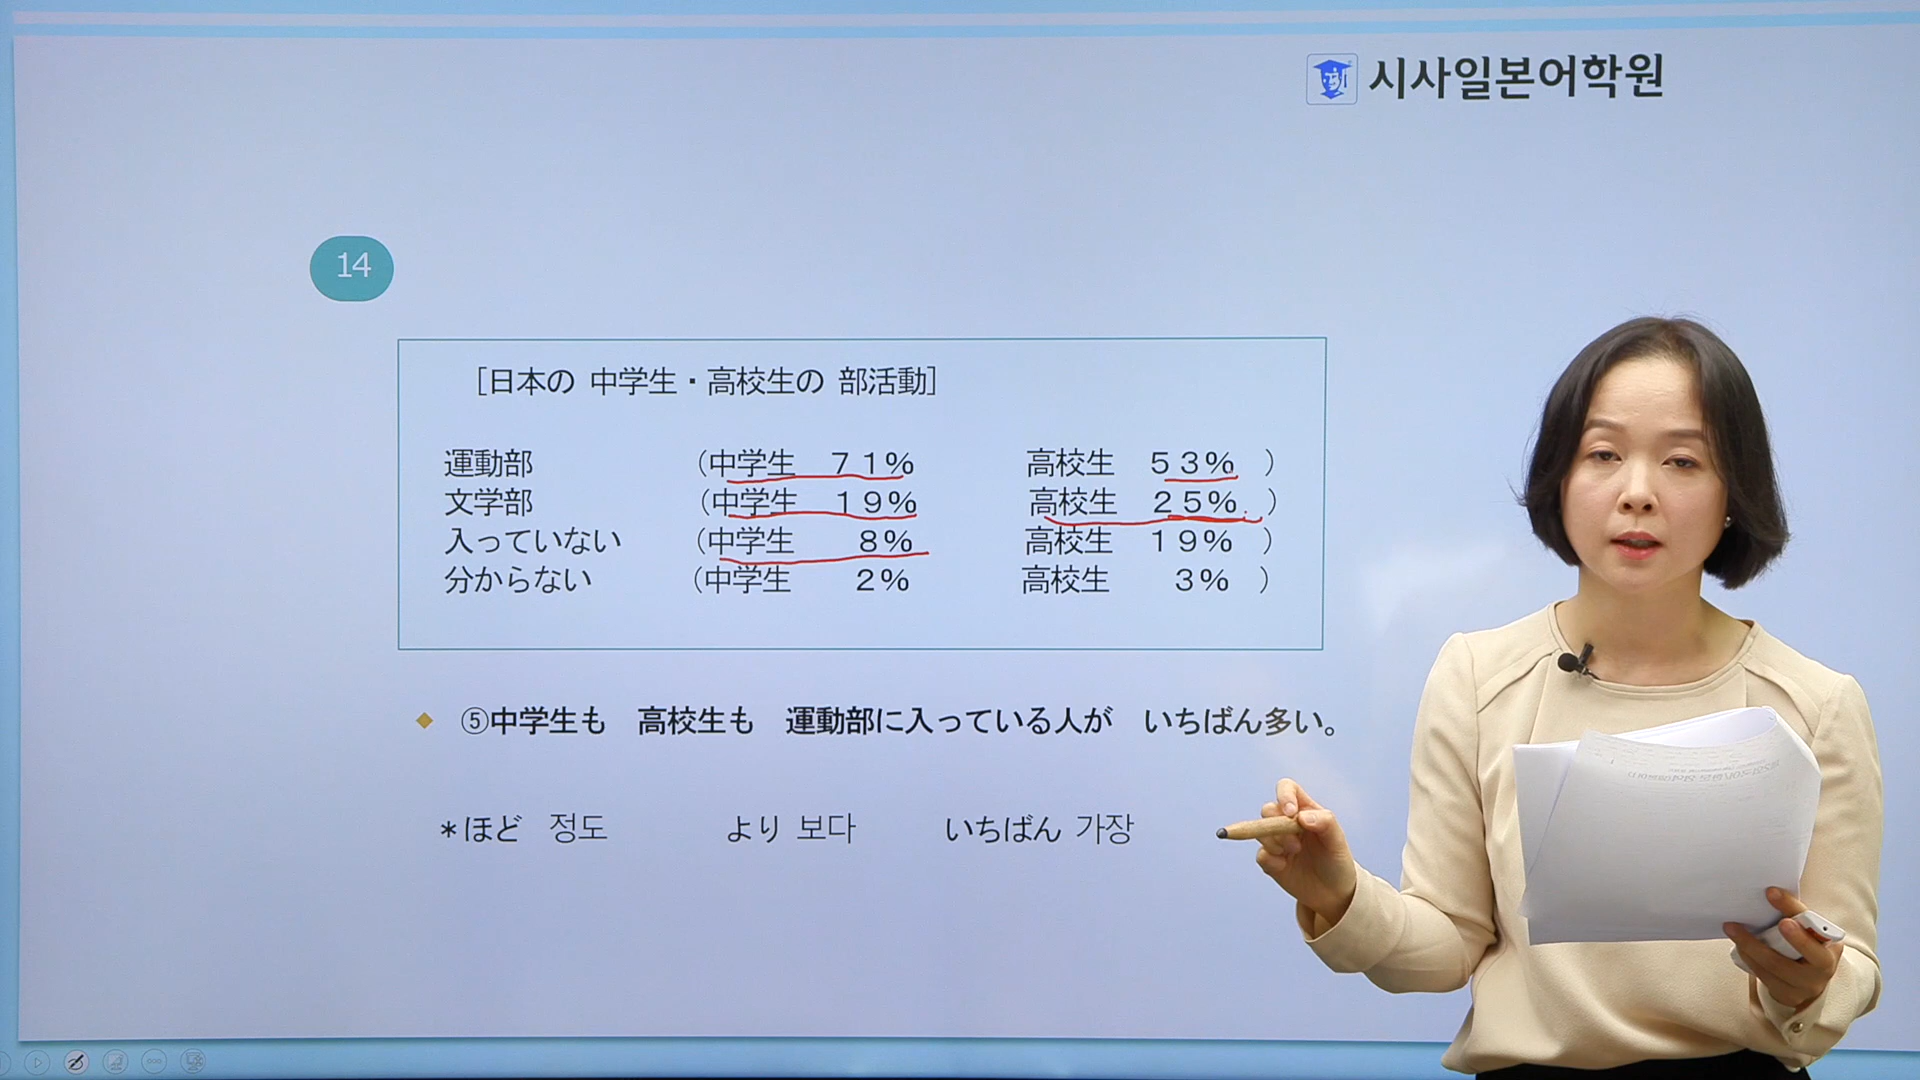 시사일본어학원
14
[日本の 中学生・高校生の 部活動]
運動部 (中学生 71% 高校生 53% )
文学部 (中学生 19% 高校生 25% )
入っていない (中学生 8% 高校生 19% )
分からない (中学生 2% 高校生 3% )
⑤中学生も 高校生も 運動部に入っている人が いちばん多い。
*ほど 정도 より 보다 いちばん 가장